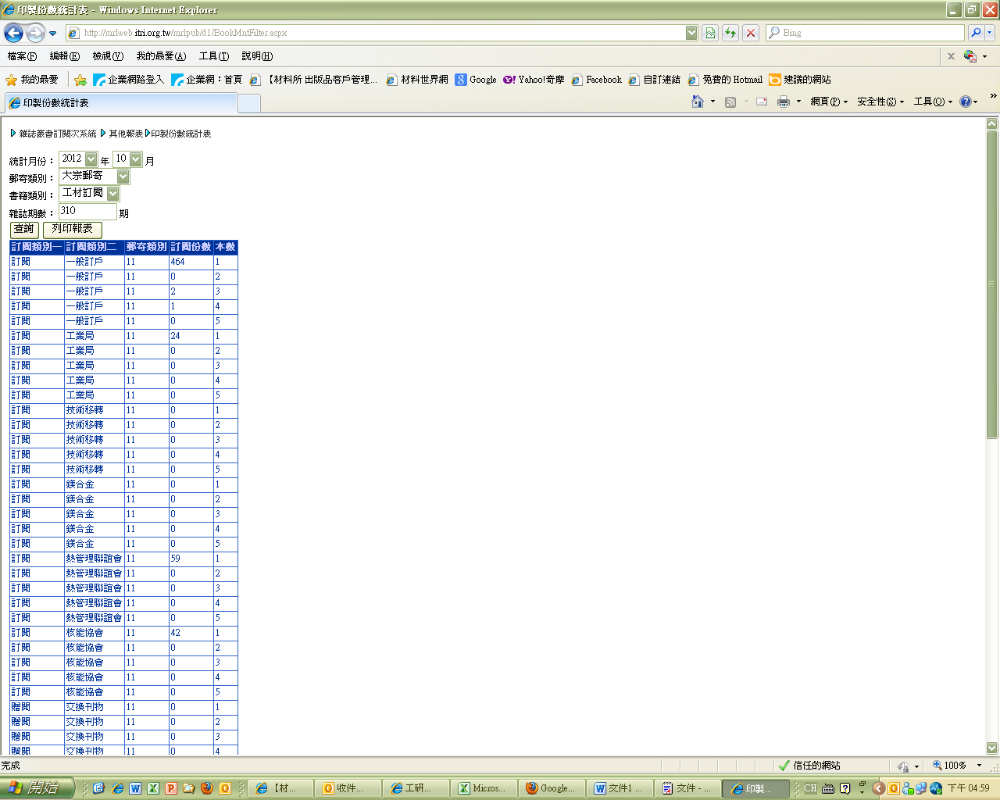 印製份數統計表 - Windows Internet Explorer
http://mrlweb.itri.org.tw/mrlpub/d1/BookMntFilter.aspx Bing
檔案(F) 編輯(E) 檢視(V) 我的最愛(A) 工具(T) 說明(H)
我的最愛 企業網路登入 企業網：首頁 【材料所 出版品客戶管理... 材料世界網 Google Yahoo!奇摩 Facebook 自訂連結 免費的 Hotmail 建議的網站
印製份數統計表 網頁(P) 安全性(S) 工具(O) »
雜誌叢書訂閱次系統 其他報表 印製份數統計表
統計月份： 2012 年 10 月
郵寄類別： 大宗郵寄
書籍類別： 工材訂閱
雜誌期數： 310 期
查詢 列印報表
訂閱類別一 訂閱類別二 郵寄類別 訂閱份數 本數
訂閱 一般訂戶 11 464 1
訂閱 一般訂戶 11 0 2
訂閱 一般訂戶 11 2 3
訂閱 一般訂戶 11 1 4
訂閱 一般訂戶 11 0 5
訂閱 工業局 11 24 1
訂閱 工業局 11 0 2
訂閱 工業局 11 0 3
訂閱 工業局 11 0 4
訂閱 工業局 11 0 5
訂閱 技術移轉 11 0 1
訂閱 技術移轉 11 0 2
訂閱 技術移轉 11 0 3
訂閱 技術移轉 11 0 4
訂閱 技術移轉 11 0 5
訂閱 鎂合金 11 0 1
訂閱 鎂合金 11 0 2
訂閱 鎂合金 11 0 3
訂閱 鎂合金 11 0 4
訂閱 鎂合金 11 0 5
訂閱 熱管理聯誼會 11 59 1
訂閱 熱管理聯誼會 11 0 2
訂閱 熱管理聯誼會 11 0 3
訂閱 熱管理聯誼會 11 0 4
訂閱 熱管理聯誼會 11 0 5
訂閱 核能協會 11 42 1
訂閱 核能協會 11 0 2
訂閱 核能協會 11 0 3
訂閱 核能協會 11 0 4
訂閱 核能協會 11 0 5
贈閱 交換刊物 11 0 1
贈閱 交換刊物 11 0 2
贈閱 交換刊物 11 0 3
贈閱 交換刊物 11 0 4
完成 信任的網站 100%
開始 【材... 收件... 工研... Micros... Google... 文件1 ... 文件 - ... 印製... CH 下午 04:59